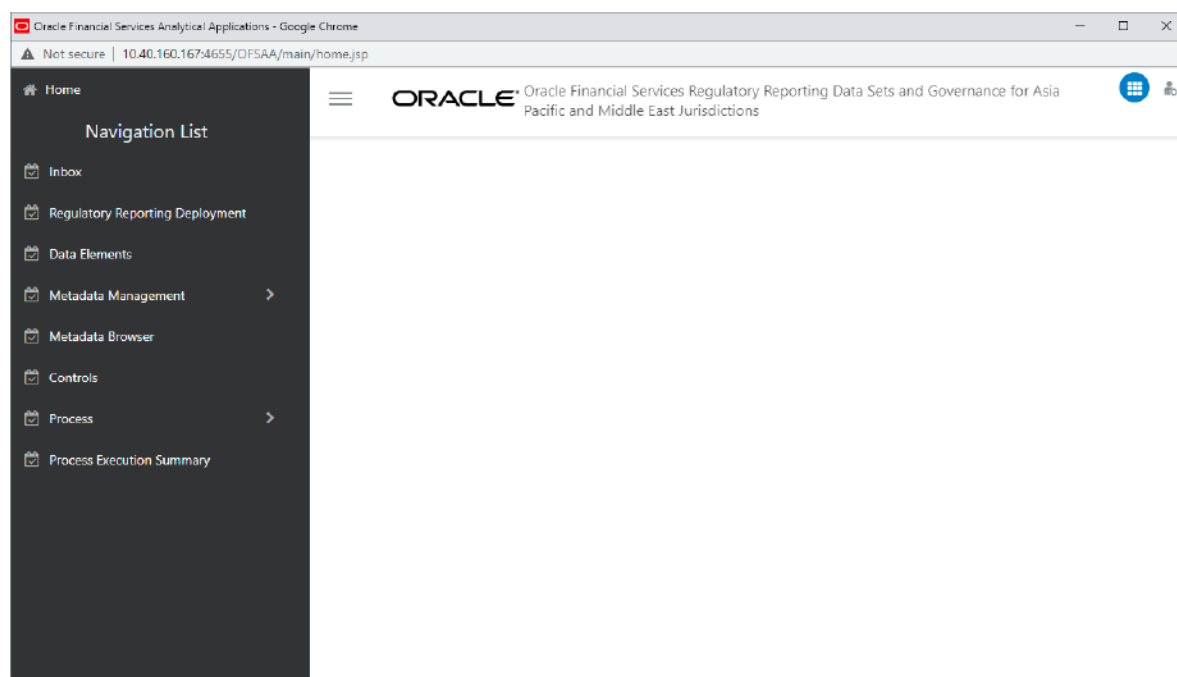 Oracle Financial Services Analytical Applications - Google Chrome
Not secure | 10.40.160.167:4655/OFSAA/main/home.jsp
Home
Navigation List
Inbox
Regulatory Reporting Deployment
Data Elements
Metadata Management
Metadata Browser
Controls
Process
Process Execution Summary
ORACLE
Oracle Financial Services Regulatory Reporting Data Sets and Governance for Asia
Pacific and Middle East Jurisdictions